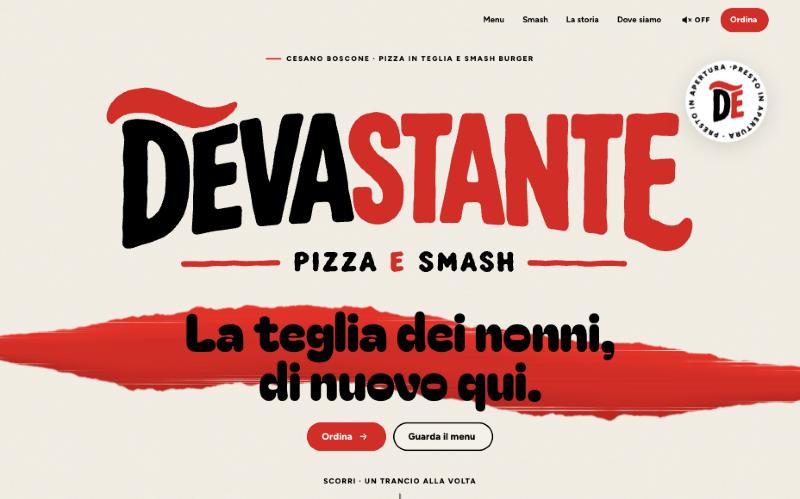 Menu Smash La storia Dove siamo OFF Ordina
CESANO BOSCONE · PIZZA IN TEGLIA E SMASH BURGER
PRESTO IN APERTURA · PRESTO IN APERTURA ·
DE
DEVASTANTE
PIZZA E SMASH
La teglia dei nonni,
di nuovo qui.
Ordina → Guarda il menu
SCORRI · UN TRANCIO ALLA VOLTA